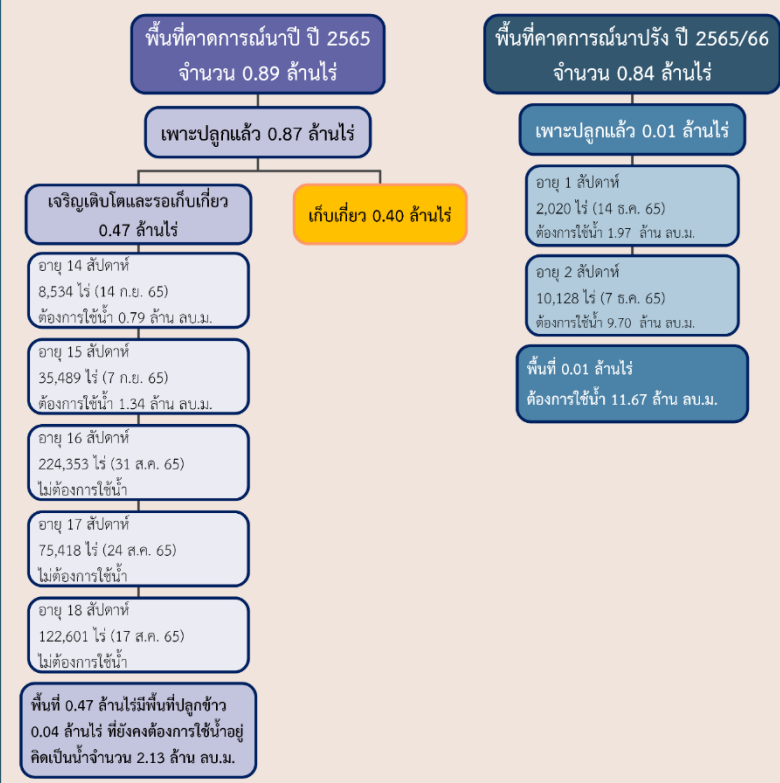 พื้นที่คาดการณ์นาปี ปี 2565
จำนวน 0.89 ล้านไร่
เพาะปลูกแล้ว 0.87 ล้านไร่
เจริญเติบโตและรอเก็บเกี่ยว
0.47 ล้านไร่
เก็บเกี่ยว 0.40 ล้านไร่
อายุ 14 สัปดาห์
8,534 ไร่ (14 ก.ย. 65)
ต้องการใช้น้ำ 0.79 ล้าน ลบ.ม.
อายุ 15 สัปดาห์
35,489 ไร่ (7 ก.ย. 65)
ต้องการใช้น้ำ 1.34 ล้าน ลบ.ม.
อายุ 16 สัปดาห์
224,353 ไร่ (31 ส.ค. 65)
ไม่ต้องการใช้น้ำ
อายุ 17 สัปดาห์
75,418 ไร่ (24 ส.ค. 65)
ไม่ต้องการใช้น้ำ
อายุ 18 สัปดาห์
122,601 ไร่ (17 ส.ค. 65)
ไม่ต้องการใช้น้ำ
พื้นที่ 0.47 ล้านไร่มีพื้นที่ปลูกข้าว
0.04 ล้านไร่ ที่ยังคงต้องการใช้น้ำอยู่
คิดเป็นน้ำจำนวน 2.13 ล้าน ลบ.ม.
พื้นที่คาดการณ์นาปรัง ปี 2565/66
จำนวน 0.84 ล้านไร่
เพาะปลูกแล้ว 0.01 ล้านไร่
อายุ 1 สัปดาห์
2,020 ไร่ (14 ธ.ค. 65)
ต้องการใช้น้ำ 1.97 ล้าน ลบ.ม.
อายุ 2 สัปดาห์
10,128 ไร่ (7 ธ.ค. 65)
ต้องการใช้น้ำ 9.70 ล้าน ลบ.ม.
พื้นที่ 0.01 ล้านไร่
ต้องการใช้น้ำ 11.67 ล้าน ลบ.ม.